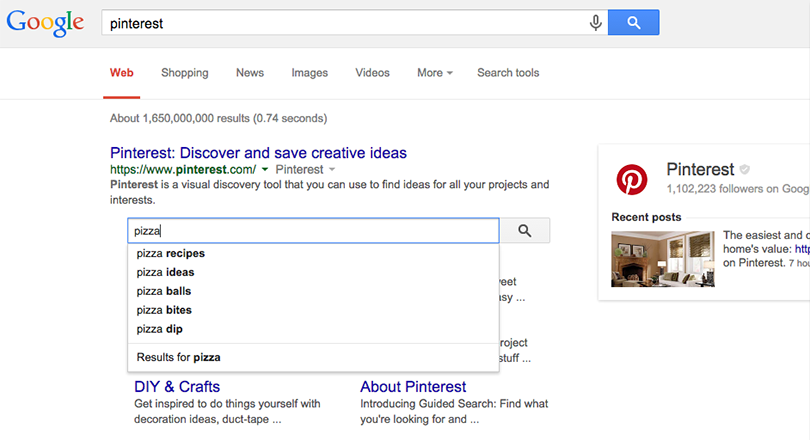 Google
pinterest
Web Shopping News Images Videos More Search tools
About 1,650,000,000 results (0.74 seconds)
Pinterest: Discover and save creative ideas
https://www.pinterest.com/ Pinterest
Pinterest is a visual discovery tool that you can use to find ideas for all your projects and
interests.
pizza
pizza recipes
pizza ideas
pizza balls
pizza bites
pizza dip
Results for pizza
...
stuff ...
DIY & Crafts
Get inspired to do things yourself with
decoration ideas, duct-tape ...
About Pinterest
Introducing Guided Search: Find what
you're looking for and ...
Pinterest
1,102,223 followers on Goog
Recent posts
The easiest and
home's value:
on Pinterest. 7